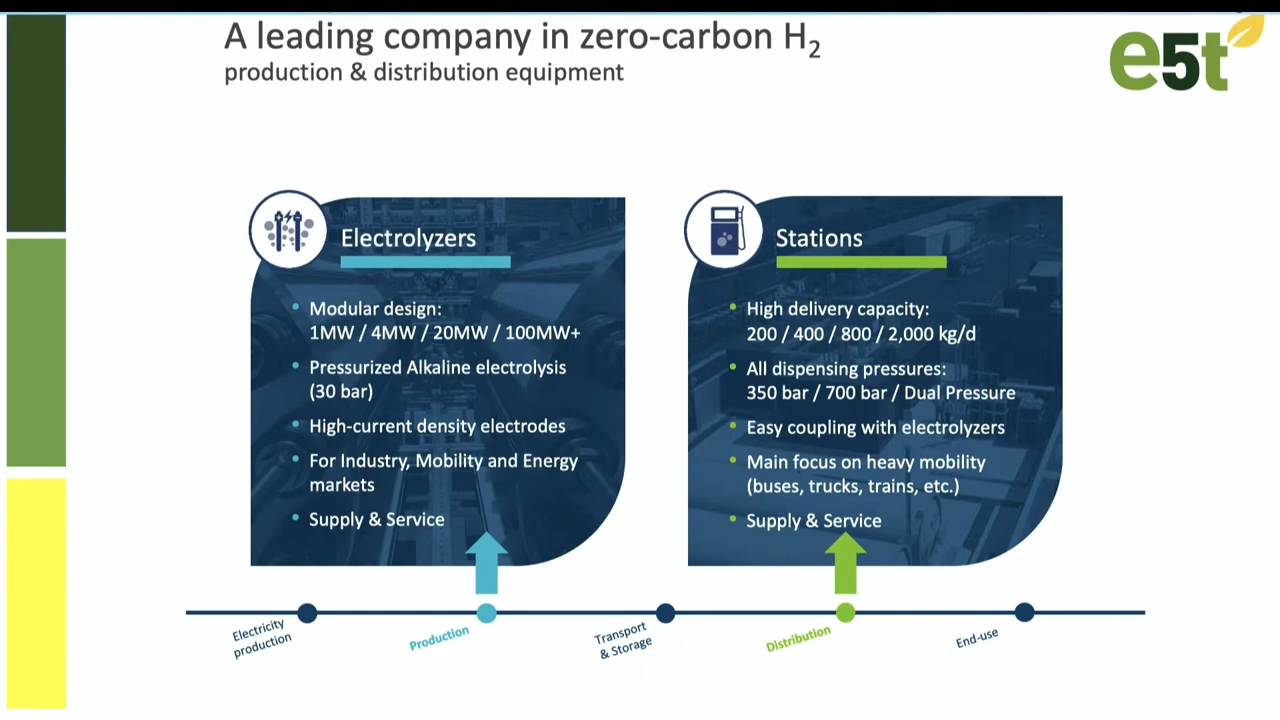 A leading company in zero-carbon H₂
production & distribution equipment
e5t
Electrolyzers
• Modular design:
1MW / 4MW / 20MW / 100MW+
• Pressurized Alkaline electrolysis
(30 bar)
• High-current density electrodes
• For Industry, Mobility and Energy
markets
• Supply & Service
Stations
• High delivery capacity:
200 / 400 / 800 / 2,000 kg/d
• All dispensing pressures:
350 bar / 700 bar / Dual Pressure
• Easy coupling with electrolyzers
• Main focus on heavy mobility
(buses, trucks, trains, etc.)
• Supply & Service
Electricity
production
Production
Transport
& Storage
Distribution
End-use